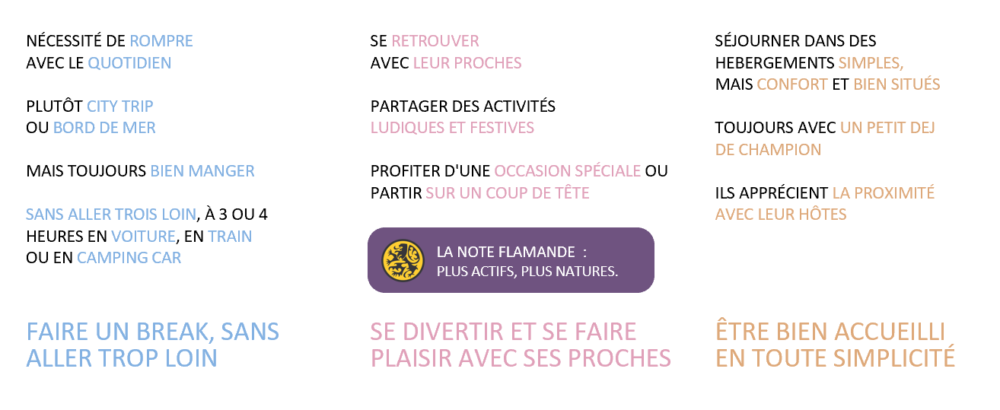 NÉCESSITÉ DE ROMPRE
AVEC LE QUOTIDIEN
PLUTÔT CITY TRIP
OU BORD DE MER
MAIS TOUJOURS BIEN MANGER
SANS ALLER TROIS LOIN, À 3 OU 4
HEURES EN VOITURE, EN TRAIN
OU EN CAMPING CAR
FAIRE UN BREAK, SANS
ALLER TROP LOIN
SE RETROUVER
AVEC LEUR PROCHES
PARTAGER DES ACTIVITÉS
LUDIQUES ET FESTIVES
PROFITER D'UNE OCCASION SPÉCIALE OU
PARTIR SUR UN COUP DE TÊTE
LA NOTE FLAMANDE :
PLUS ACTIFS, PLUS NATURES.
SE DIVERTIR ET SE FAIRE
PLAISIR AVEC SES PROCHES
SÉJOURNER DANS DES
HEBERGEMENTS SIMPLES,
MAIS CONFORT ET BIEN SITUÉS
TOUJOURS AVEC UN PETIT DEJ
DE CHAMPION
ILS APPRÉCIENT LA PROXIMITÉ
AVEC LEUR HÔTES
ÊTRE BIEN ACCUEILLI
EN TOUTE SIMPLICITÉ